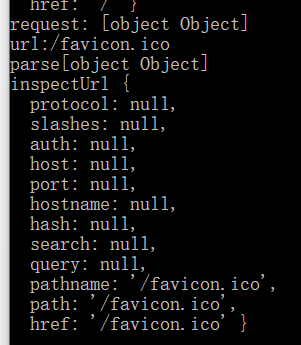 href: '/' }
request: [object Object]
url:/favicon.ico
parse[object Object]
inspectUrl {
  protocol: null,
  slashes: null,
  auth: null,
  host: null,
  port: null,
  hostname: null,
  hash: null,
  search: null,
  query: null,
  pathname: '/favicon.ico',
  path: '/favicon.ico',
  href: '/favicon.ico' }